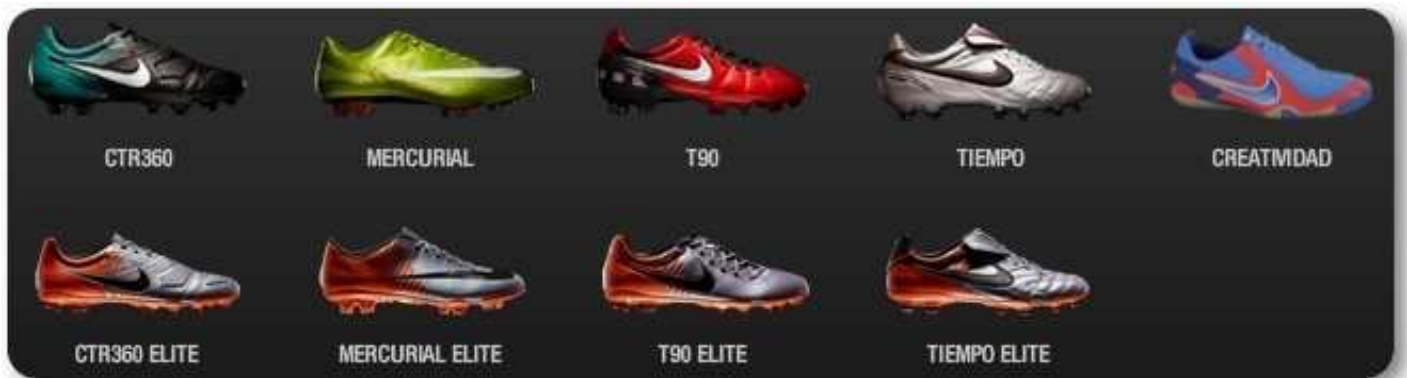 CTR360
MERCURIAL
T90
TIEMPO
CREATIVIDAD
CTR360 ELITE
MERCURIAL ELITE
T90 ELITE
TIEMPO ELITE